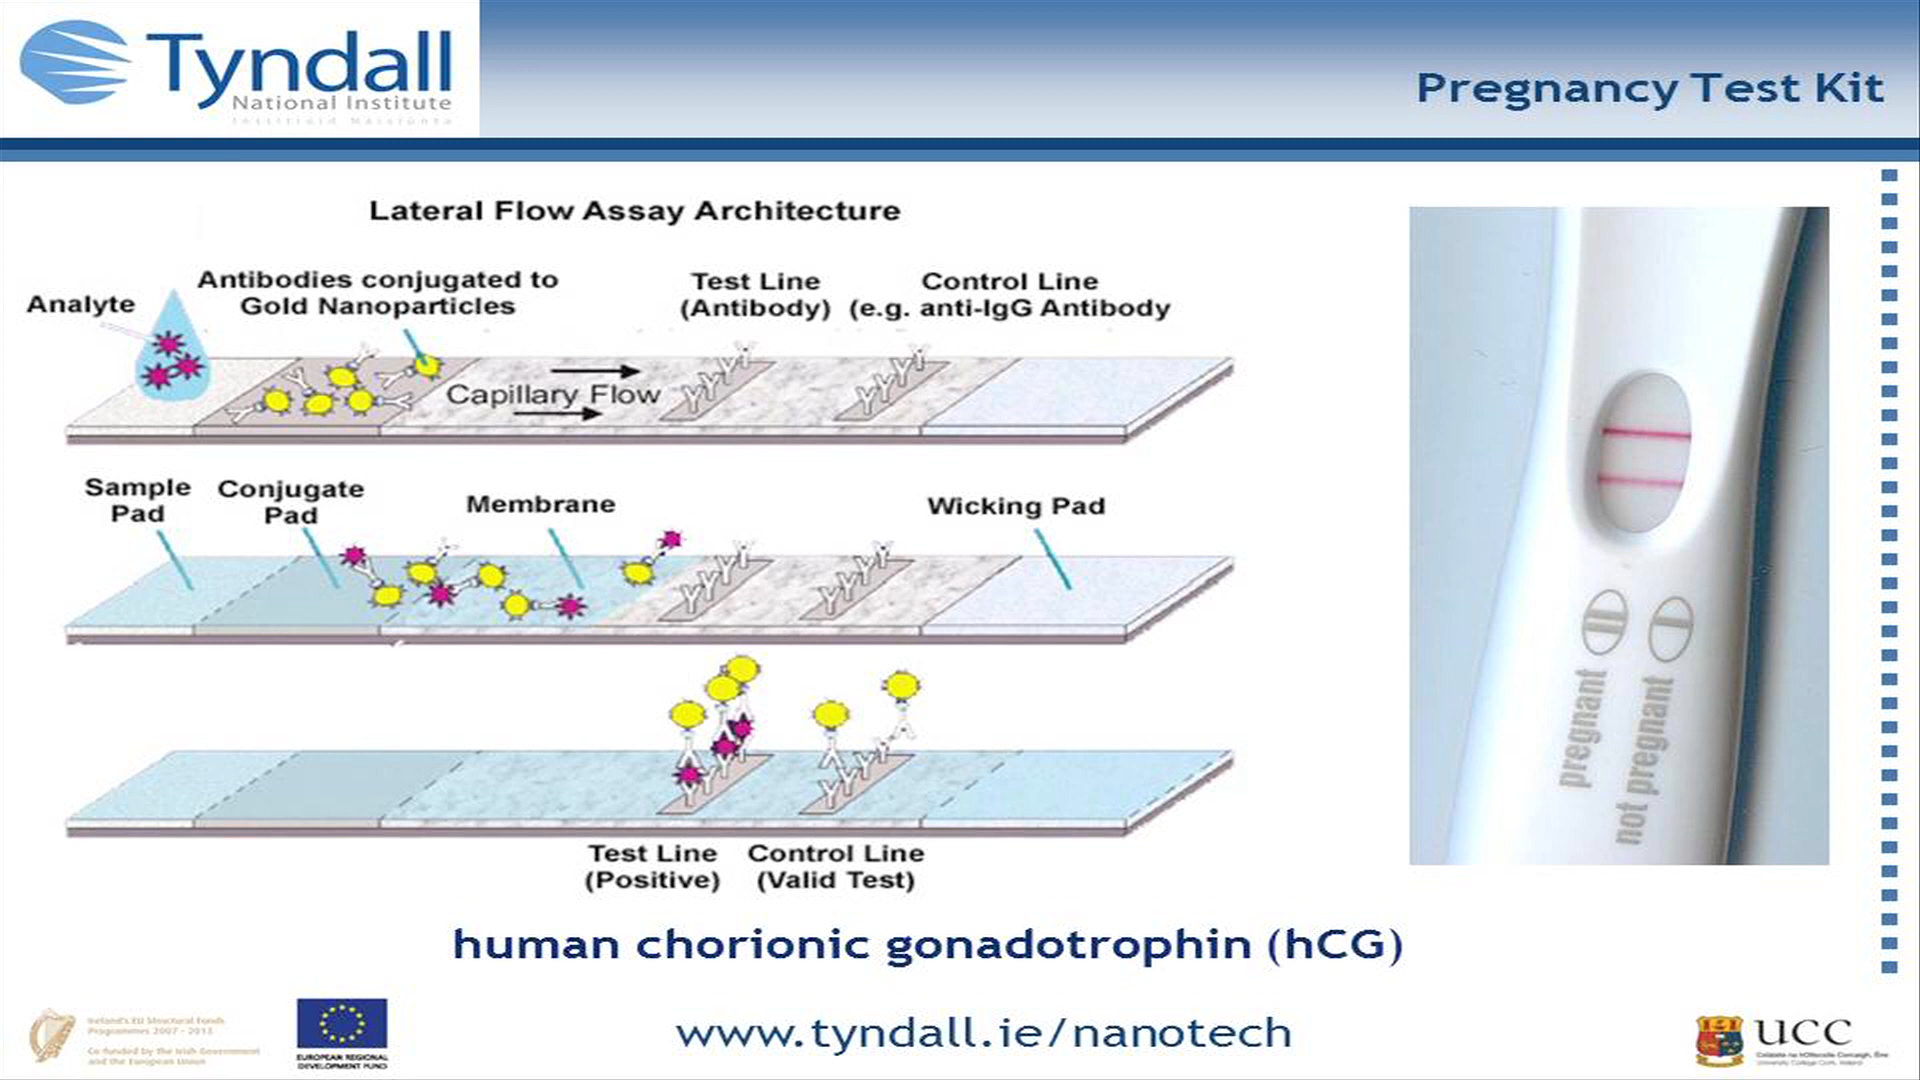 Tyndall
National Institute
Pregnancy Test Kit
Lateral Flow Assay Architecture
Analyte
Antibodies conjugated to
Gold Nanoparticles
Test Line
(Antibody)
Control Line
(e.g. anti-IgG Antibody
Capillary Flow
Sample
Pad
Conjugate
Pad
Membrane
Wicking Pad
Test Line
(Positive)
Control Line
(Valid Test)
pregnant
not pregnant
human chorionic gonadotrophin (hCG)
Ireland's EU Structural Funds
Programmes 2007 - 2013
Co-funded by the Irish Government
and the European Union
EUROPEAN REGIONAL
DEVELOPMENT FUND
www.tyndall.ie/nanotech
UCC